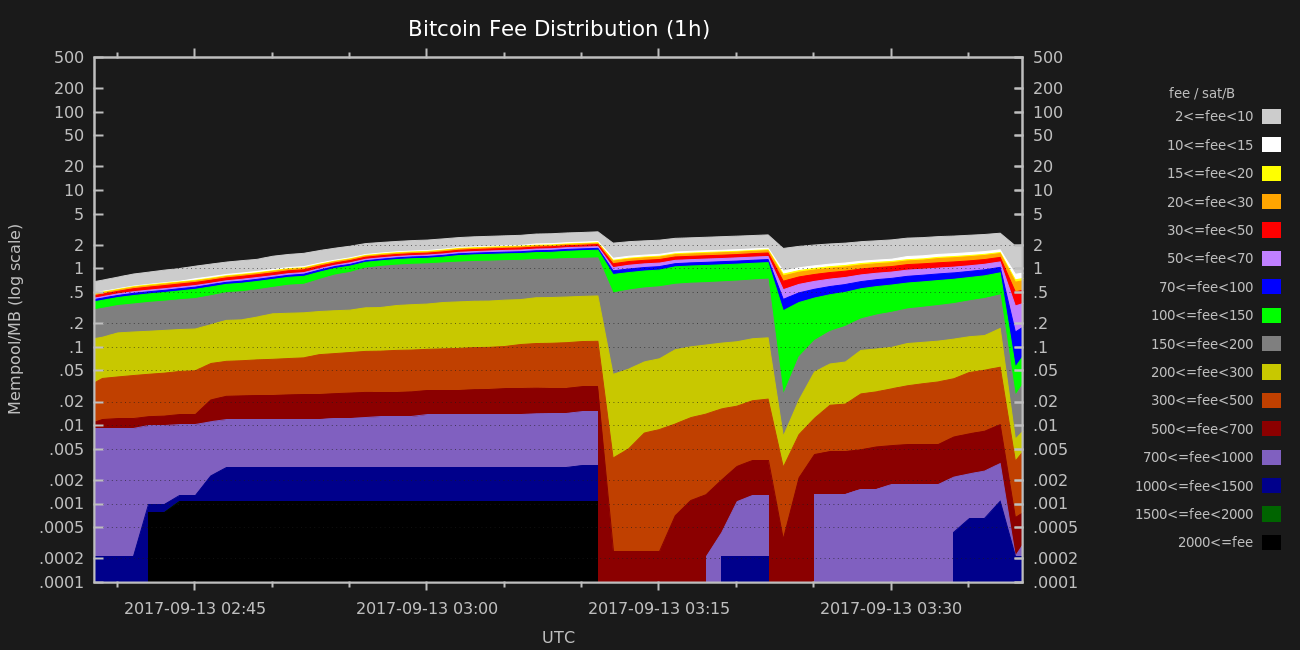 Bitcoin Fee Distribution (1h)
Mempool/MB (log scale)
500
200
100
50
20
10
5
2
1
.5
.2
.1
.05
.02
.01
.005
.002
.001
.0005
.0002
.0001
500
200
100
50
20
10
5
2
1
.5
.2
.1
.05
.02
.01
.005
.002
.001
.0005
.0002
.0001
2017-09-13 02:45
2017-09-13 03:00
2017-09-13 03:15
2017-09-13 03:30
UTC
fee / sat/B
2<=fee<10
10<=fee<15
15<=fee<20
20<=fee<30
30<=fee<50
50<=fee<70
70<=fee<100
100<=fee<150
150<=fee<200
200<=fee<300
300<=fee<500
500<=fee<700
700<=fee<1000
1000<=fee<1500
1500<=fee<2000
2000<=fee